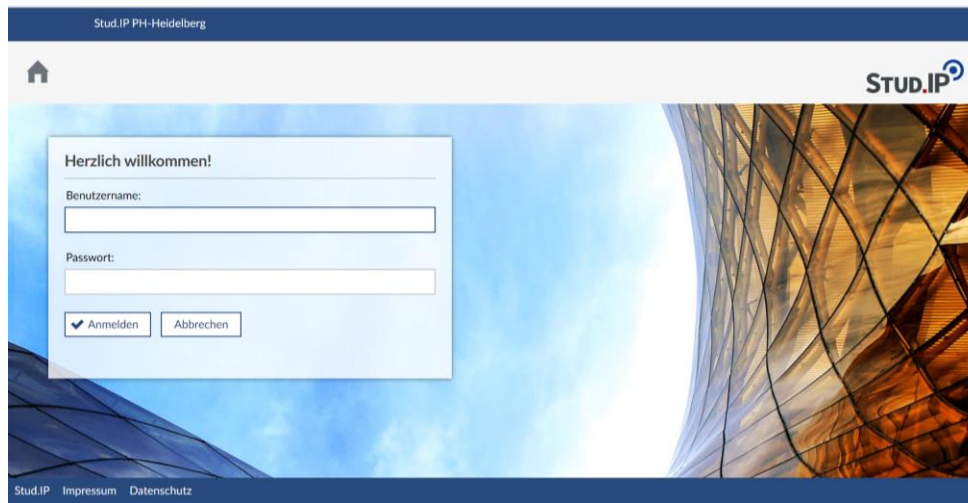 Stud.IP PH-Heidelberg
STUD.IP
Herzlich willkommen!
Benutzername:
Passwort:
Anmelden Abbrechen
Stud.IP Impressum Datenschutz